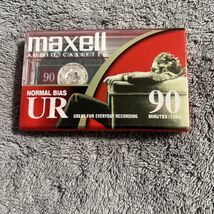 maxell
AUDIO CASSETTE
90
NORMAL BIAS
UR
GREAT FOR EVERYDAY RECORDING
90
MINUTES